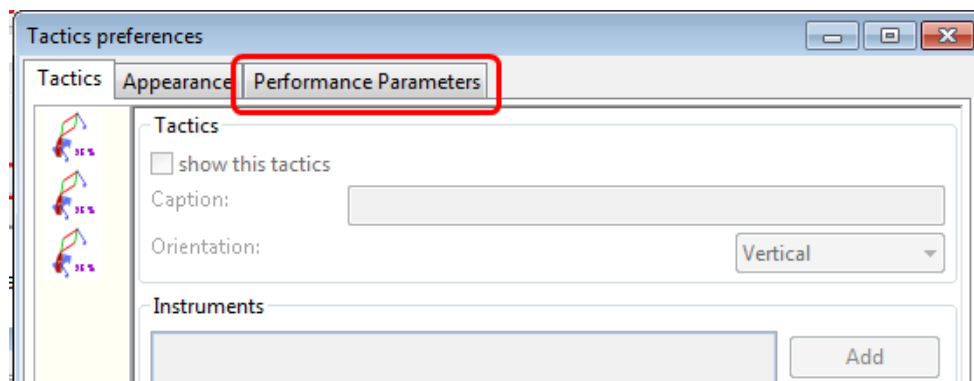 Tactics preferences
Tactics Appearance Performance Parameters
Tactics
show this tactics
Caption:
Orientation: Vertical
Instruments
Add